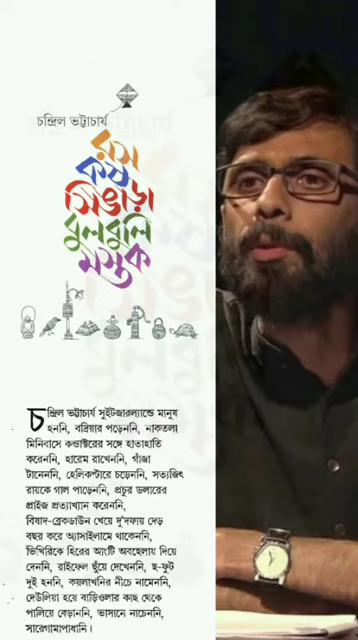 চন্দ্রিল ভট্টাচার্য
রস
কষ
সিঙাড়া
বুলবুলি
মস্তক
চন্দ্রিল ভট্টাচার্য সুইটজারল্যান্ডে মানুষ
হননি, বদ্রিয়ার পড়েননি, নাকতলা
মিনিবাসে কন্ডাক্টরের সঙ্গে হাতাহাতি
করেননি, হারেম রাখেননি, গাঁজা
টানেননি, হেলিকপ্টারে চড়েননি, সত্যজিৎ
রায়কে গাল পাড়েননি, প্রচুর ডলারের
প্রাইজ প্রত্যাখ্যান করেননি,
বিষাদ-ব্রেকডাউন খেয়ে দু'দফায় দেড়
বছর করে অ্যাসাইলামে থাকেননি,
ভিখিরিকে হিরের আংটি অবহেলায় দিয়ে
দেননি, রাইফেল ছুঁয়ে দেখেননি, ছ-ফুট
দুই হননি, কয়লাখনির নীচে নামেননি,
দেউলিয়া হয়ে বাড়িওলার কাছ থেকে
পালিয়ে বেড়াননি, ভাসানে নাচেননি,
সারেগামাপাধানি।